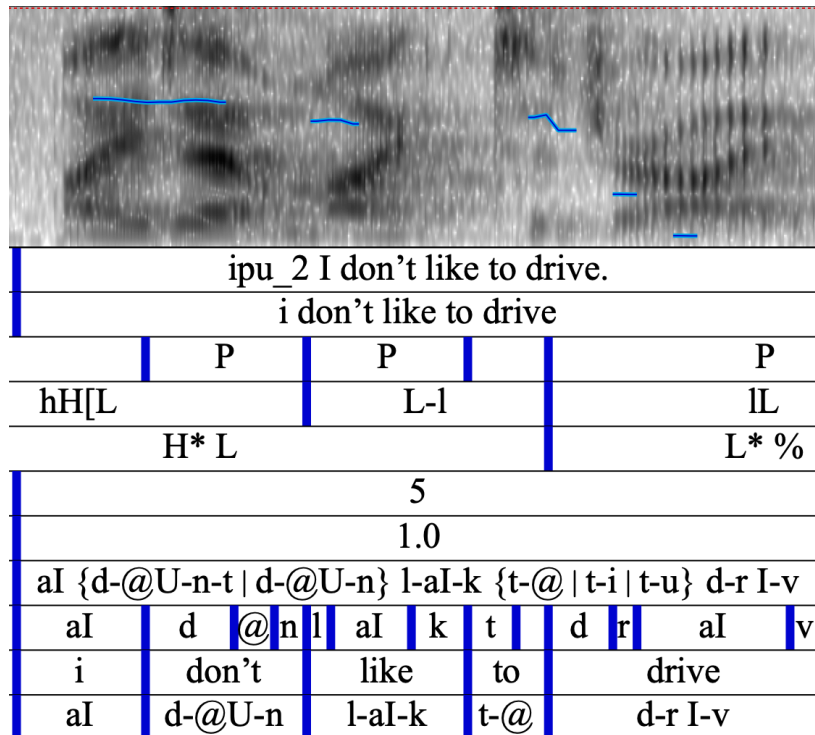 ipu_2 I don't like to drive.
i don't like to drive
P P P
hH[L L-l lL
H* L L* %
5
1.0
aI {d-@U-n-t | d-@U-n} l-aI-k {t-@ | t-i | t-u} d-r I-v
aI d @ n l aI k t d r aI v
i don't like to drive
aI d-@U-n l-aI-k t-@ d-r I-v